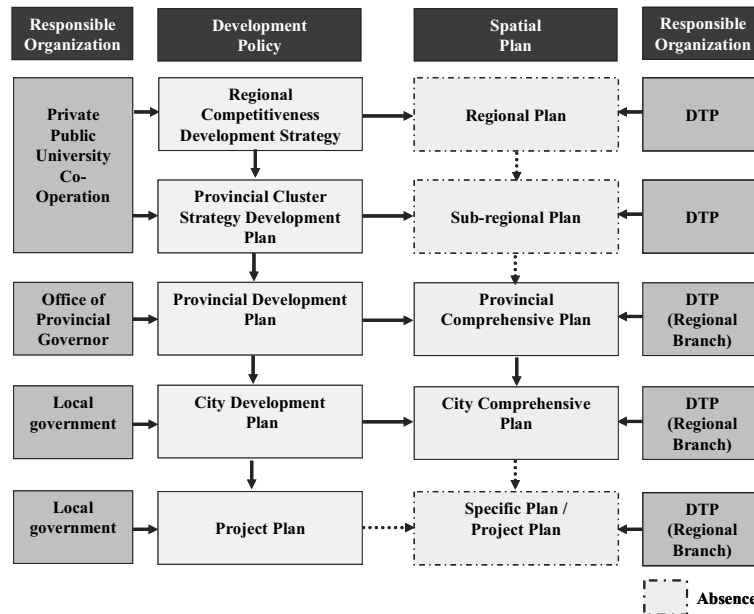 Responsible
Organization
Development
Policy
Spatial
Plan
Responsible
Organization
Private
Public
University
Co-
Operation
Regional
Competitiveness
Development Strategy
Regional Plan
DTP
Provincial Cluster
Strategy Development
Plan
Sub-regional Plan
DTP
Office of
Provincial
Governor
Provincial Development
Plan
Provincial
Comprehensive Plan
DTP
(Regional
Branch)
Local
government
City Development
Plan
City Comprehensive
Plan
DTP
(Regional
Branch)
Local
government
Project Plan
Specific Plan /
Project Plan
DTP
(Regional
Branch)
Absence